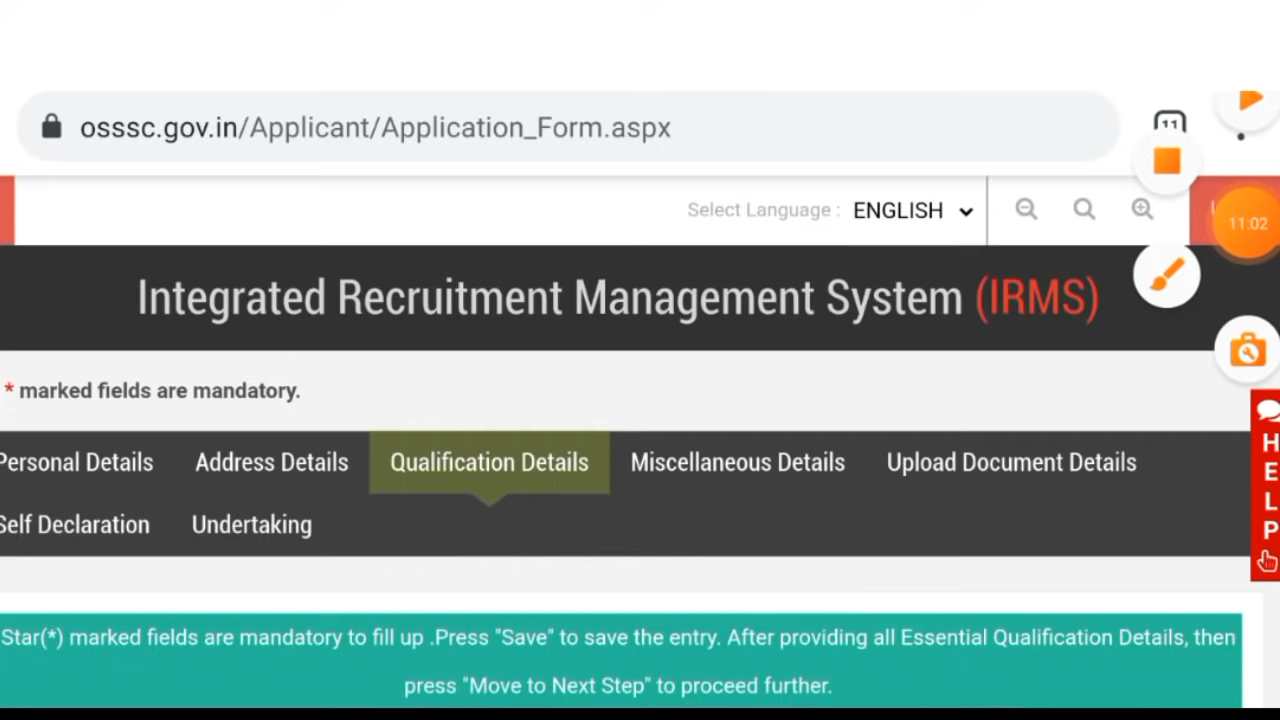 osssc.gov.in/Applicant/Application_Form.aspx
11
Select Language : ENGLISH
11:02
Integrated Recruitment Management System (IRMS)
* marked fields are mandatory.
Personal Details Address Details Qualification Details Miscellaneous Details Upload Document Details
Self Declaration Undertaking
HELP
Star(*) marked fields are mandatory to fill up .Press "Save" to save the entry. After providing all Essential Qualification Details, then
press "Move to Next Step" to proceed further.